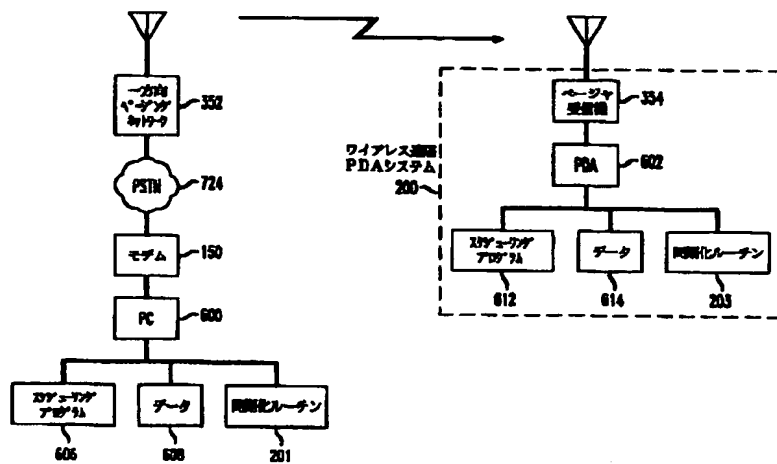 一方向
ページング
ネットワーク
352
PSTN
724
モデム
150
PC
600
スケジューリング
プログラム
606
データ
608
同期化ルーチン
201
ページャ
受信機
354
ワイアレス遠隔
PDAシステム
200
PDA
602
スケジューリング
プログラム
612
データ
614
同期化ルーチン
203